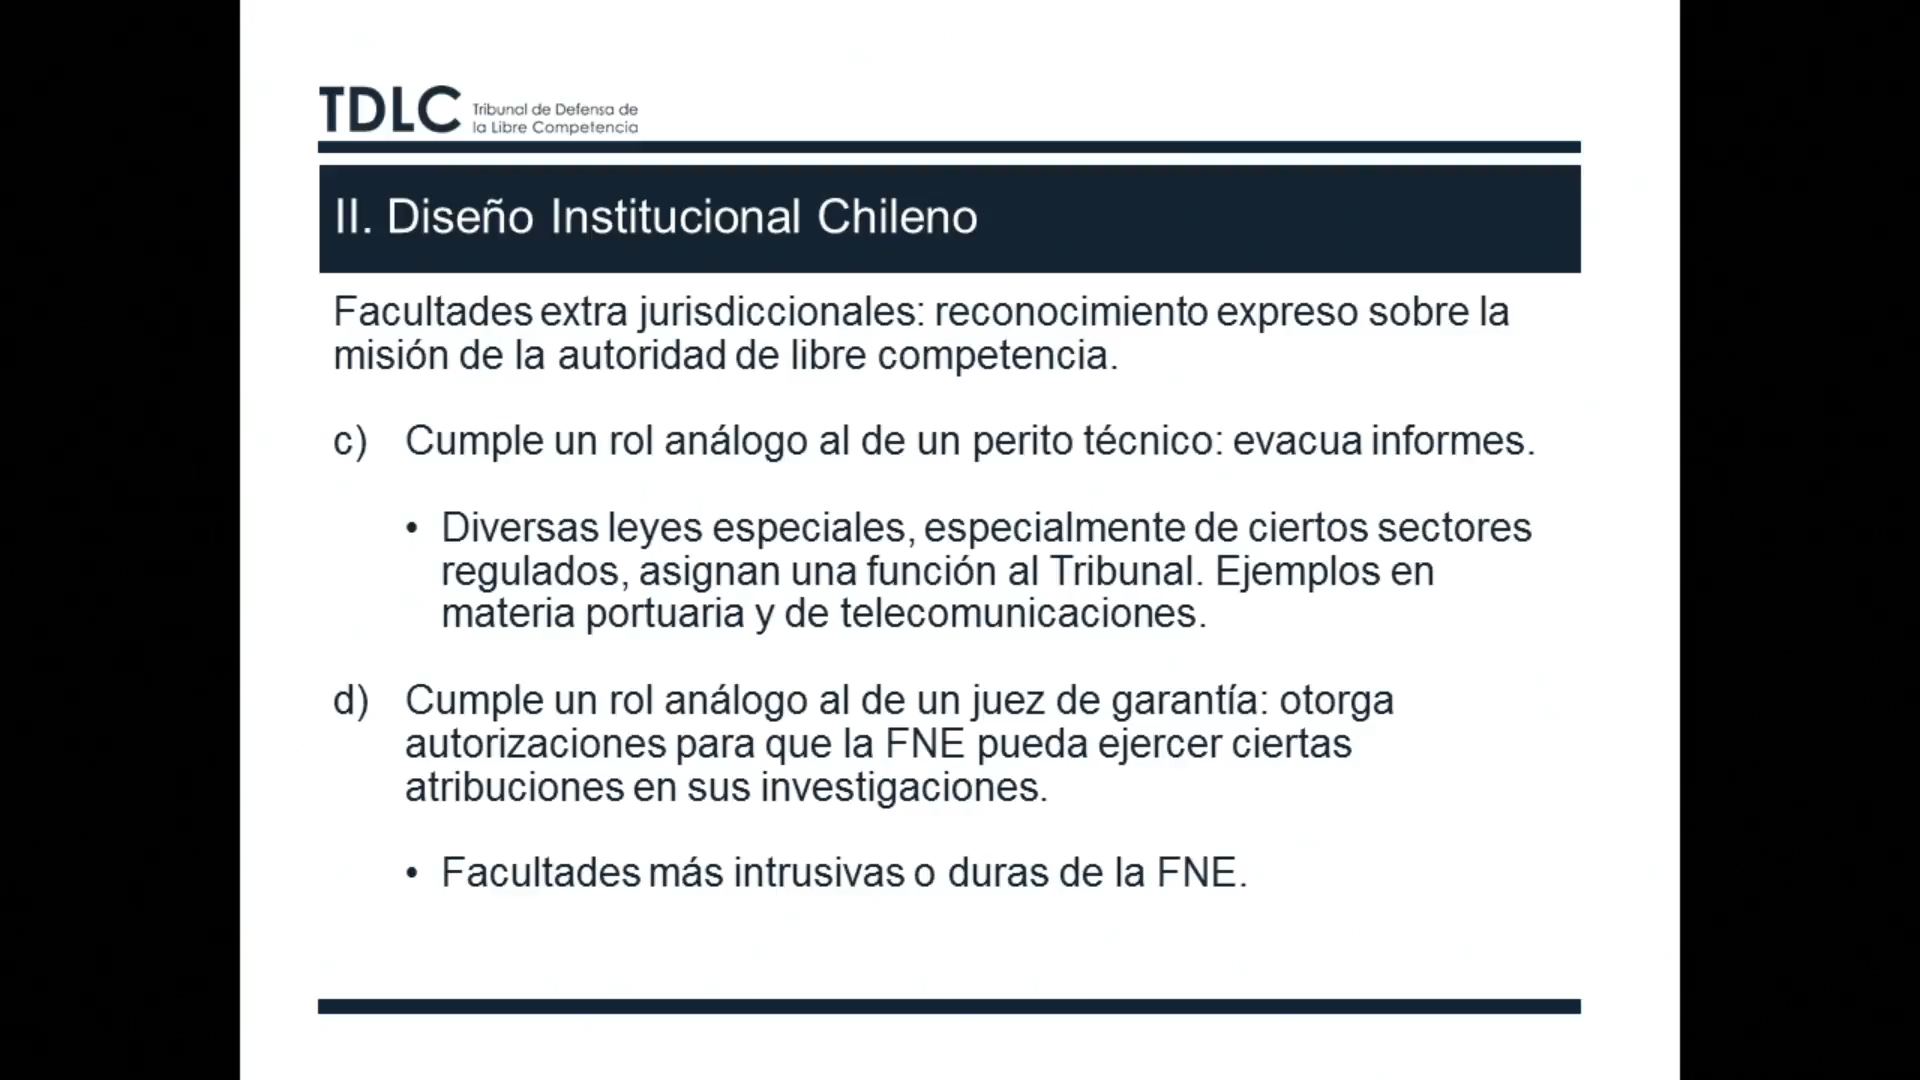 TDLC
Tribunal de Defensa de
la Libre Competencia
II. Diseño Institucional Chileno
Facultades extra jurisdiccionales: reconocimiento expreso sobre la
misión de la autoridad de libre competencia.
c) Cumple un rol análogo al de un perito técnico: evacua informes.
• Diversas leyes especiales, especialmente de ciertos sectores
regulados, asignan una función al Tribunal. Ejemplos en
materia portuaria y de telecomunicaciones.
d) Cumple un rol análogo al de un juez de garantía: otorga
autorizaciones para que la FNE pueda ejercer ciertas
atribuciones en sus investigaciones.
• Facultades más intrusivas o duras de la FNE.